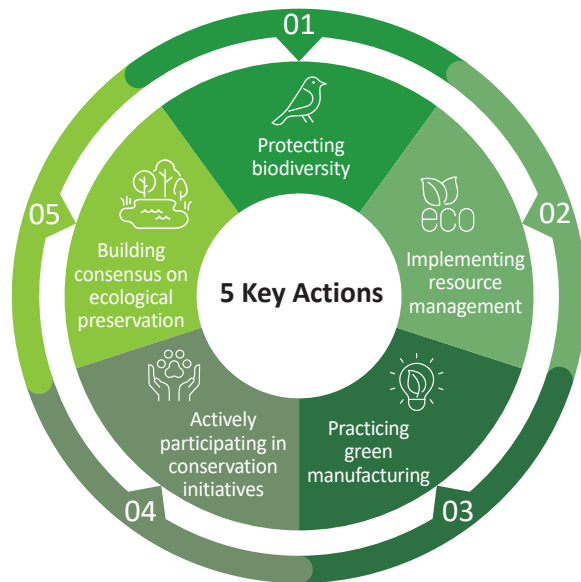 01
Protecting
biodiversity
02
eco
Implementing
resource
management
03
Practicing
green
manufacturing
04
Actively
participating in
conservation
initiatives
05
Building
consensus on
ecological
preservation
5 Key Actions